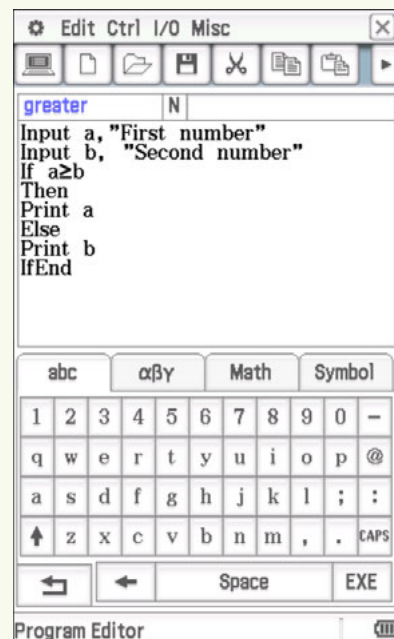 Edit Ctrl I/O Misc
greater N
Input a,"First number"
Input b, "Second number"
If a≥b
Then
Print a
Else
Print b
IfEnd
abc αβγ Math Symbol
1 2 3 4 5 6 7 8 9 0 −
q w e r t y u i o p @
a s d f g h j k l ; :
z x c v b n m , . CAPS
Space EXE
Program Editor